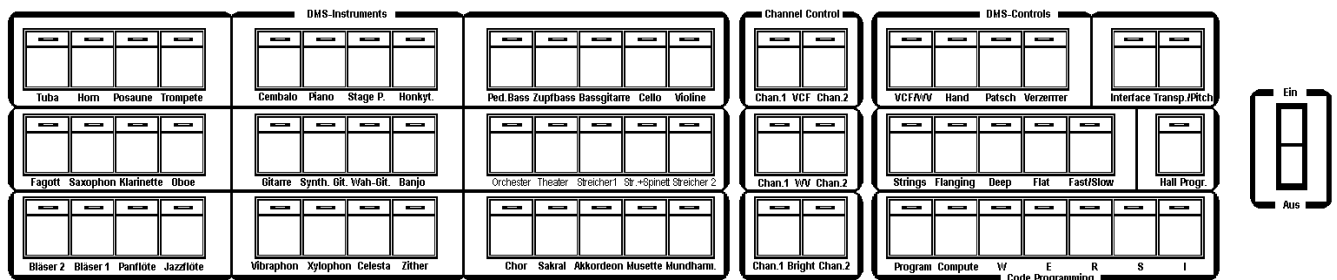 DMS-Instruments Channel Control DMS-Controls
Tuba Horn Posaune Trompete Cembalo Piano Stage P. Honkyt. Ped.Bass Zupfbass Bassgitarre Cello Violine Chan.1 VCF Chan.2 VCF/WV Hand Patsch Verzerrrer Interface Transp./Pitch Ein
Fagott Saxophon Klarinette Oboe Gitarre Synth. Git. Wah-Git. Banjo Orchester Theater Streicher1 Str.+Spinett Streicher 2 Chan.1 WV Chan.2 Strings Flanging Deep Flat Fast/Slow Hall Progr.
Aus
Bläser 2 Bläser 1 Panflöte Jazzflöte Vibraphon Xylophon Celesta Zither Chor Sakral Akkordeon Musette Mundharm. Chan.1 Bright Chan.2 Program Compute W E R S I
Code Programming